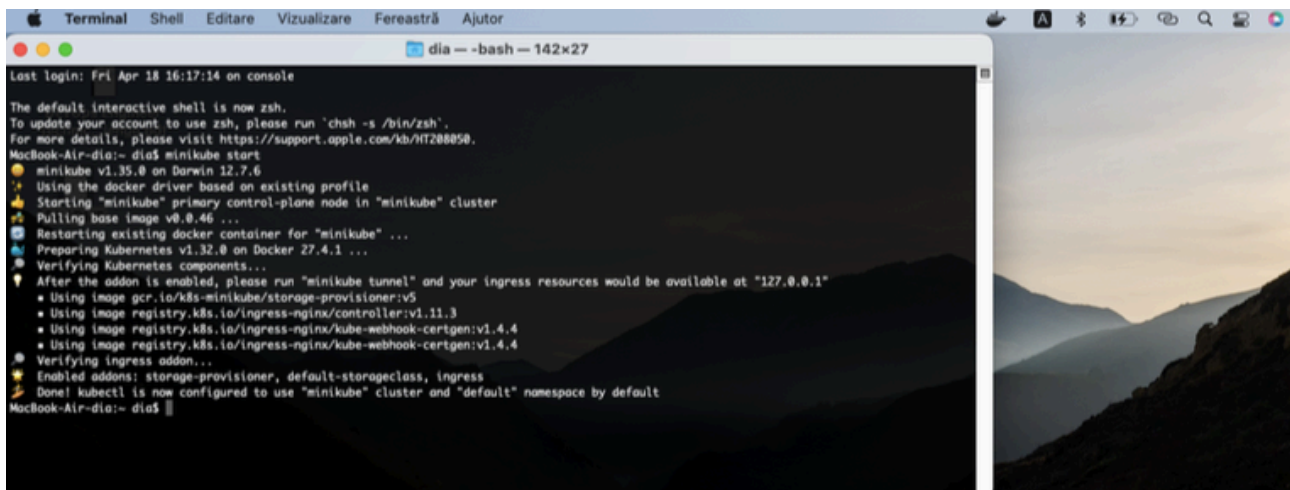 Terminal Shell Editare Vizualizare Fereastră Ajutor
A
dia — -bash — 142×27
Last login: Fri Apr 18 16:17:14 on console
The default interactive shell is now zsh.
To update your account to use zsh, please run `chsh -s /bin/zsh`.
For more details, please visit https://support.apple.com/kb/HT208050.
MacBook-Air-dia:~ dia$ minikube start
minikube v1.35.0 on Darwin 12.7.6
Using the docker driver based on existing profile
Starting "minikube" primary control-plane node in "minikube" cluster
Pulling base image v0.0.46 ...
Restarting existing docker container for "minikube" ...
Preparing Kubernetes v1.32.0 on Docker 27.4.1 ...
Verifying Kubernetes components...
After the addon is enabled, please run "minikube tunnel" and your ingress resources would be available at "127.0.0.1"
▪ Using image gcr.io/k8s-minikube/storage-provisioner:v5
▪ Using image registry.k8s.io/ingress-nginx/controller:v1.11.3
▪ Using image registry.k8s.io/ingress-nginx/kube-webhook-certgen:v1.4.4
▪ Using image registry.k8s.io/ingress-nginx/kube-webhook-certgen:v1.4.4
Verifying ingress addon...
Enabled addons: storage-provisioner, default-storageclass, ingress
Done! kubectl is now configured to use "minikube" cluster and "default" namespace by default
MacBook-Air-dia:~ dia$